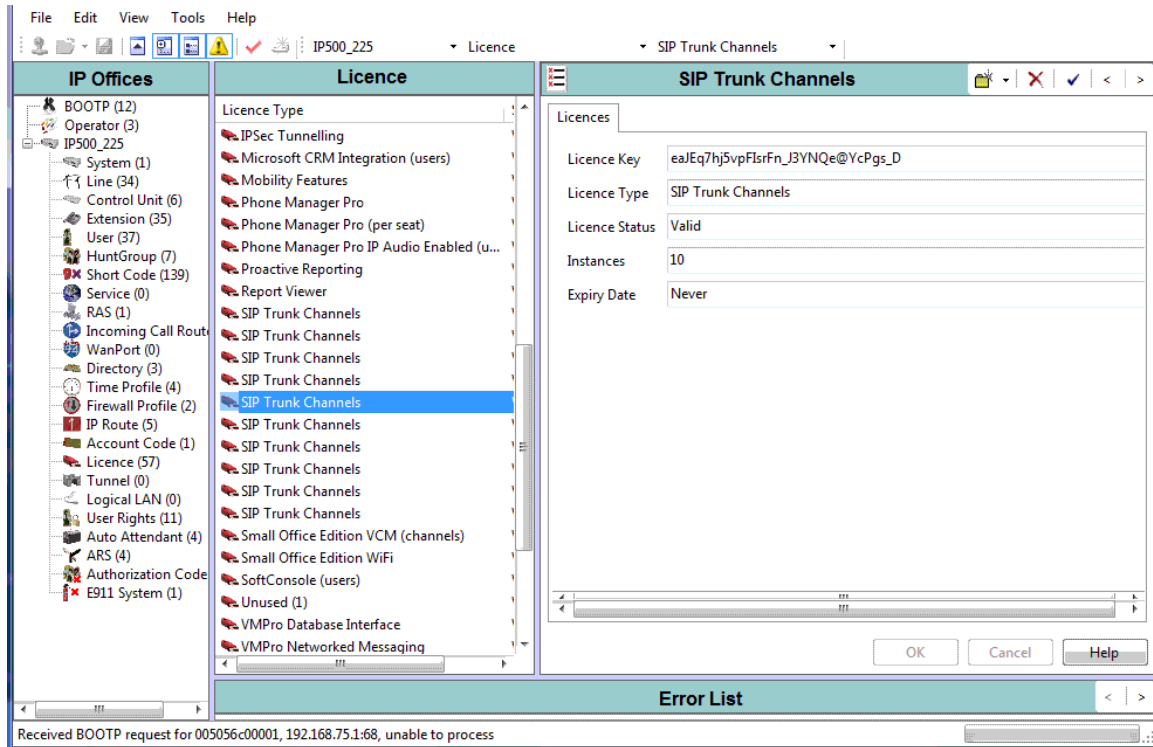 File Edit View Tools Help
IP500_225 Licence SIP Trunk Channels
IP Offices
BOOTP (12)
Operator (3)
IP500_225
System (1)
Line (34)
Control Unit (6)
Extension (35)
User (37)
HuntGroup (7)
Short Code (139)
Service (0)
RAS (1)
Incoming Call Route
WanPort (0)
Directory (3)
Time Profile (4)
Firewall Profile (2)
IP Route (5)
Account Code (1)
Licence (57)
Tunnel (0)
Logical LAN (0)
User Rights (11)
Auto Attendant (4)
ARS (4)
Authorization Code
E911 System (1)
Licence
Licence Type
IPSec Tunnelling
Microsoft CRM Integration (users)
Mobility Features
Phone Manager Pro
Phone Manager Pro (per seat)
Phone Manager Pro IP Audio Enabled (u...
Proactive Reporting
Report Viewer
SIP Trunk Channels
SIP Trunk Channels
SIP Trunk Channels
SIP Trunk Channels
SIP Trunk Channels
SIP Trunk Channels
SIP Trunk Channels
SIP Trunk Channels
SIP Trunk Channels
SIP Trunk Channels
Small Office Edition VCM (channels)
Small Office Edition WiFi
SoftConsole (users)
Unused (1)
VMPro Database Interface
VMPro Networked Messaging
SIP Trunk Channels
Licences
Licence Key eaJEq7hj5vpFIsrFn_J3YNQe@YcPgs_D
Licence Type SIP Trunk Channels
Licence Status Valid
Instances 10
Expiry Date Never
OK Cancel Help
Error List
Received BOOTP request for 005056c00001, 192.168.75.1:68, unable to process